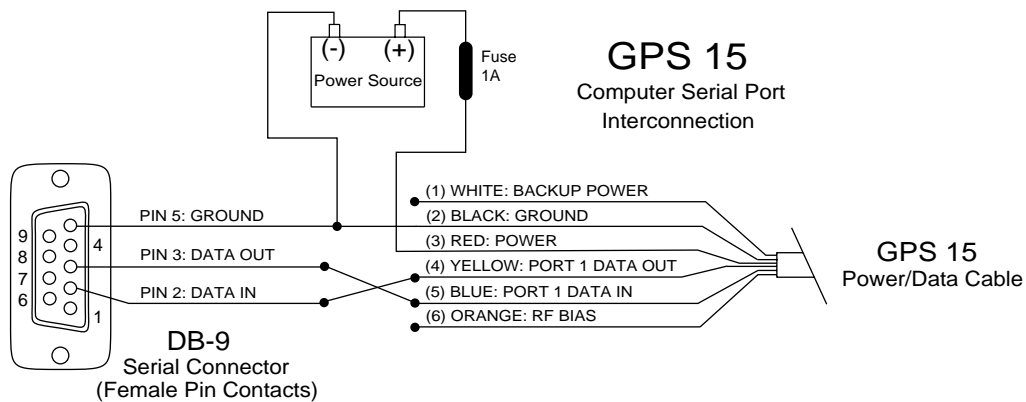 (-) (+)
Power Source
Fuse
1A
GPS 15
Computer Serial Port
Interconnection
PIN 5: GROUND
PIN 3: DATA OUT
PIN 2: DATA IN
9
8
7
6
4
1
(1) WHITE: BACKUP POWER
(2) BLACK: GROUND
(3) RED: POWER
(4) YELLOW: PORT 1 DATA OUT
(5) BLUE: PORT 1 DATA IN
(6) ORANGE: RF BIAS
GPS 15
Power/Data Cable
DB-9
Serial Connector
(Female Pin Contacts)